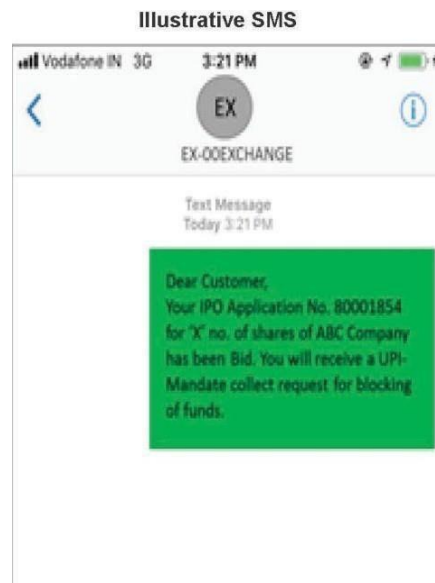 Illustrative SMS
Vodafone IN 3G 3:21 PM
EX
EX-00EXCHANGE
Text Message
Today 3:21 PM
Dear Customer,
Your IPO Application No. 80001854
for 'X' no. of shares of ABC Company
has been Bid. You will receive a UPI-
Mandate collect request for blocking
of funds.